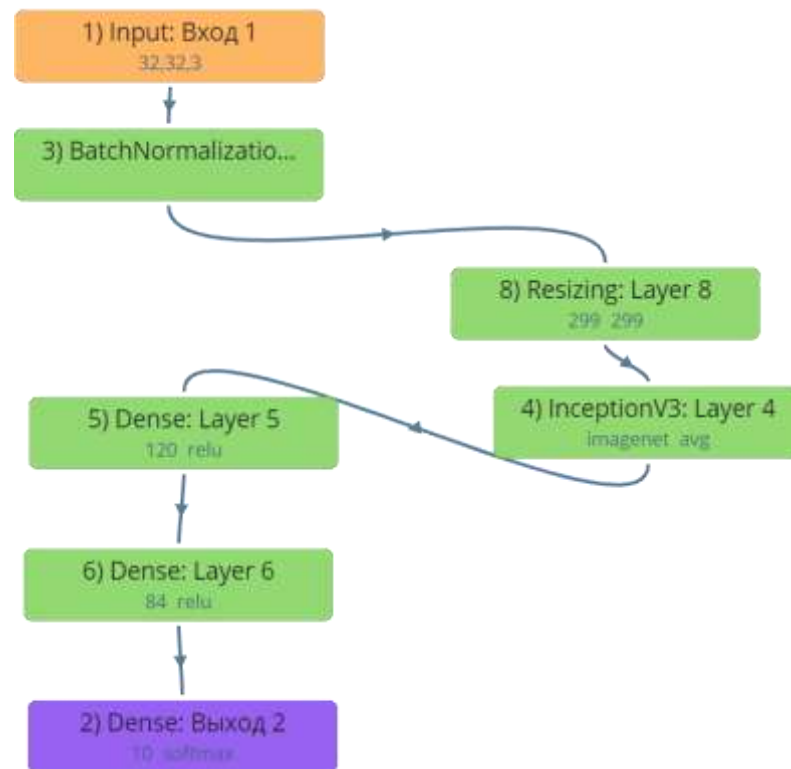 1) Input: Вход 1
32,32,3
3) BatchNormalizatio...
8) Resizing: Layer 8
299 299
4) InceptionV3: Layer 4
imagenet avg
5) Dense: Layer 5
120 relu
6) Dense: Layer 6
84 relu
2) Dense: Выход 2
10 softmax